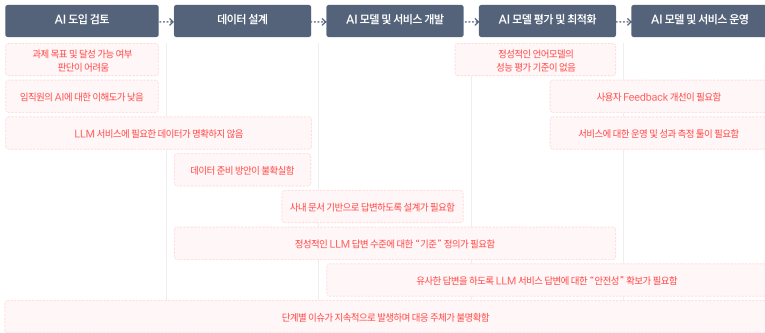 AI 도입 검토
데이터 설계
AI 모델 및 서비스 개발
AI 모델 평가 및 최적화
AI 모델 및 서비스 운영
과제 목표 및 달성 가능 여부
판단이 어려움
정성적인 언어모델의
성능 평가 기준이 없음
임직원의 AI에 대한 이해도가 낮음
사용자 Feedback 개선이 필요함
LLM 서비스에 필요한 데이터가 명확하지 않음
서비스에 대한 운영 및 성과 측정 툴이 필요함
데이터 준비 방안이 불확실함
사내 문서 기반으로 답변하도록 설계가 필요함
정성적인 LLM 답변 수준에 대한 “기준” 정의가 필요함
유사한 답변을 하도록 LLM 서비스 답변에 대한 “안전성” 확보가 필요함
단계별 이슈가 지속적으로 발생하며 대응 주체가 불명확함